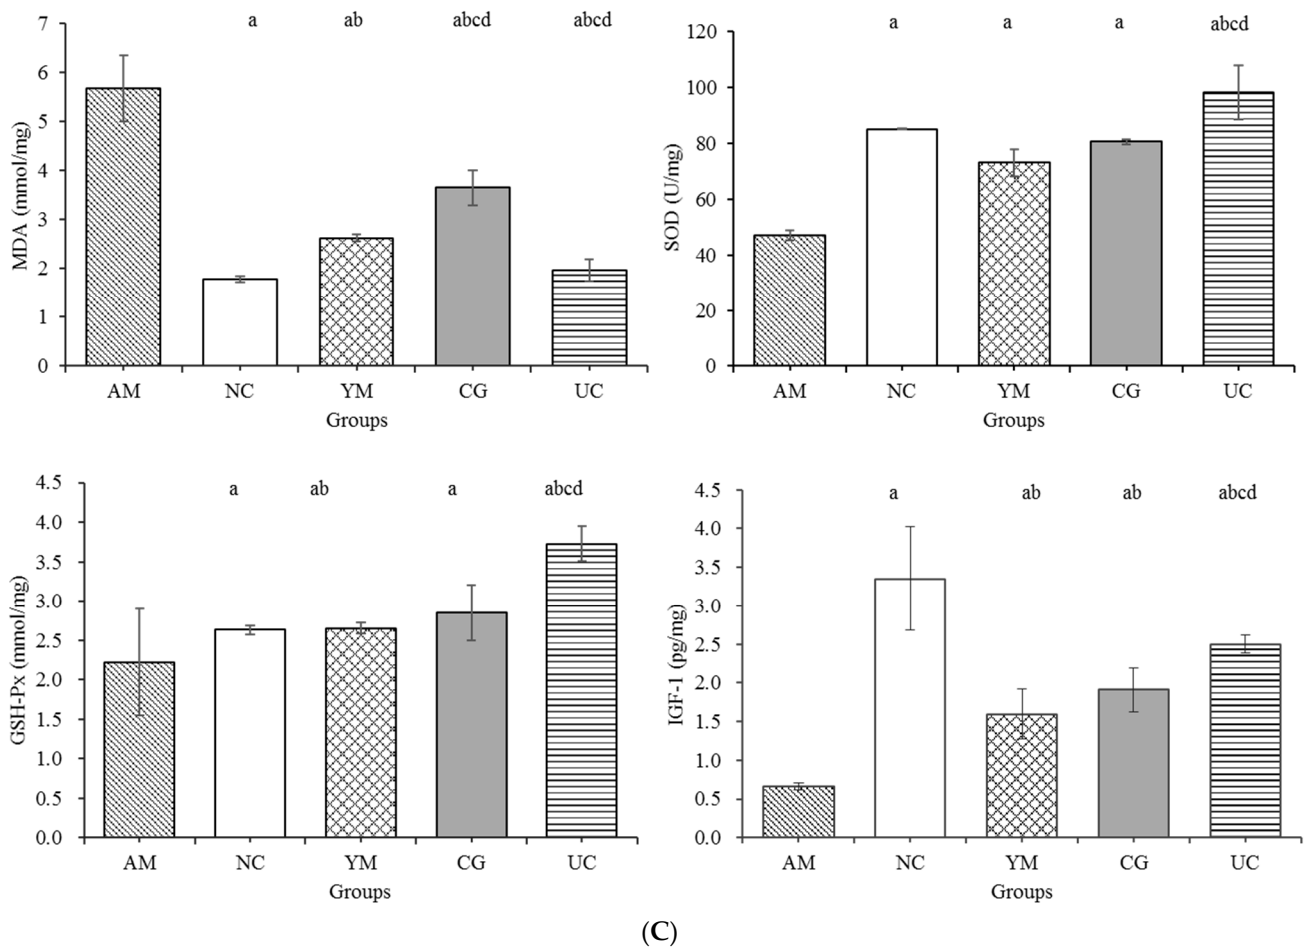 7 a ab abcd abcd
6
5
4
3
2
1
0
MDA (mmol/mg)
AM NC YM CG UC
Groups
120 a a a abcd
100
80
60
40
20
0
SOD (U/mg)
AM NC YM CG UC
Groups
4.5 a ab a abcd
4.0
3.5
3.0
2.5
2.0
1.5
1.0
0.5
0.0
GSH-Px (mmol/mg)
AM NC YM CG UC
Groups
4.5 a ab ab abcd
4.0
3.5
3.0
2.5
2.0
1.5
1.0
0.5
0.0
IGF-1 (pg/mg)
AM NC YM CG UC
Groups
(C)